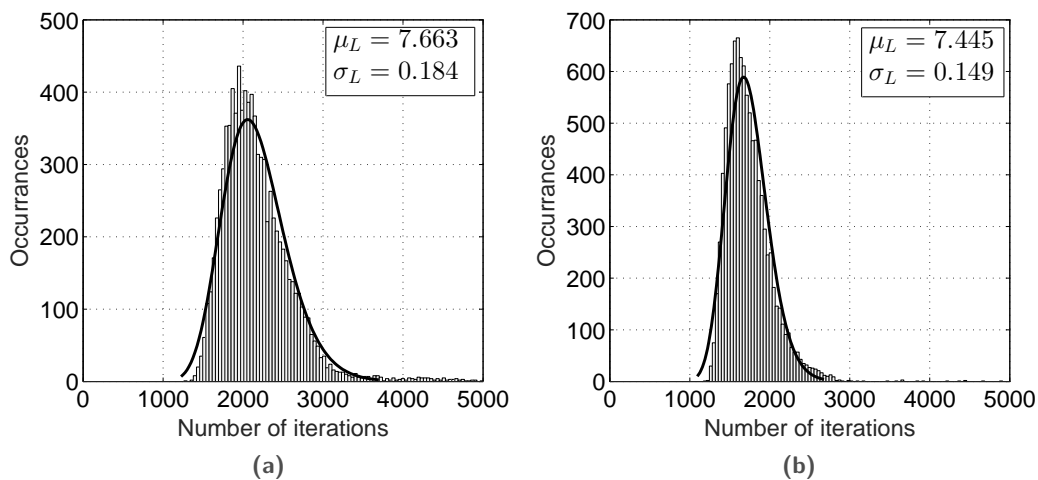 500
400
300
200
100
0
Occurrances
μ_L = 7.663
σ_L = 0.184
0 1000 2000 3000 4000 5000
Number of iterations
(a)
700
600
500
400
300
200
100
0
Occurrances
μ_L = 7.445
σ_L = 0.149
0 1000 2000 3000 4000 5000
Number of iterations
(b)